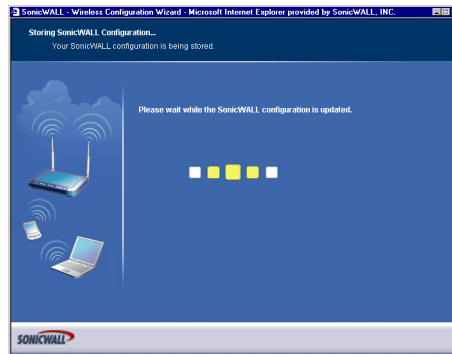 SonicWALL - Wireless Configuration Wizard - Microsoft Internet Explorer provided by SonicWALL, INC.
Storing SonicWALL Configuration...
Your SonicWALL configuration is being stored.
Please wait while the SonicWALL configuration is updated.
SONICWALL